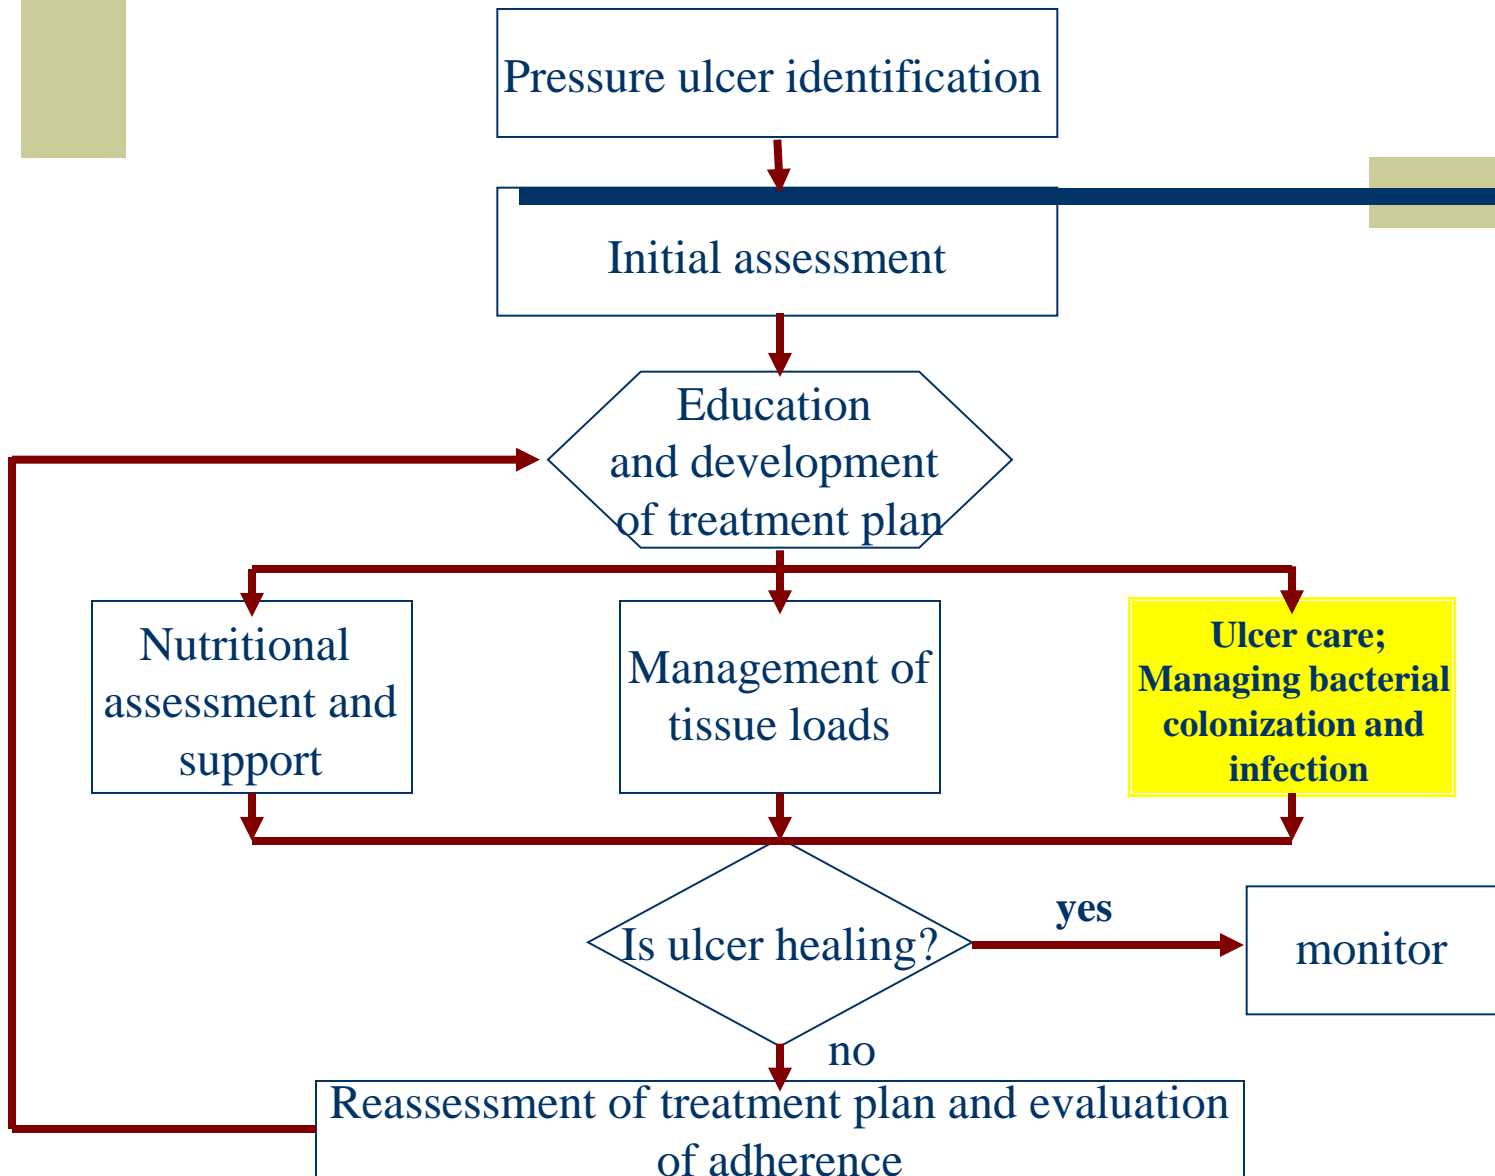 Pressure ulcer identification
Initial assessment
Education
and development
of treatment plan
Nutritional
assessment and
support
Management of
tissue loads
Ulcer care;
Managing bacterial
colonization and
infection
Is ulcer healing?
yes
monitor
no
Reassessment of treatment plan and evaluation
of adherence